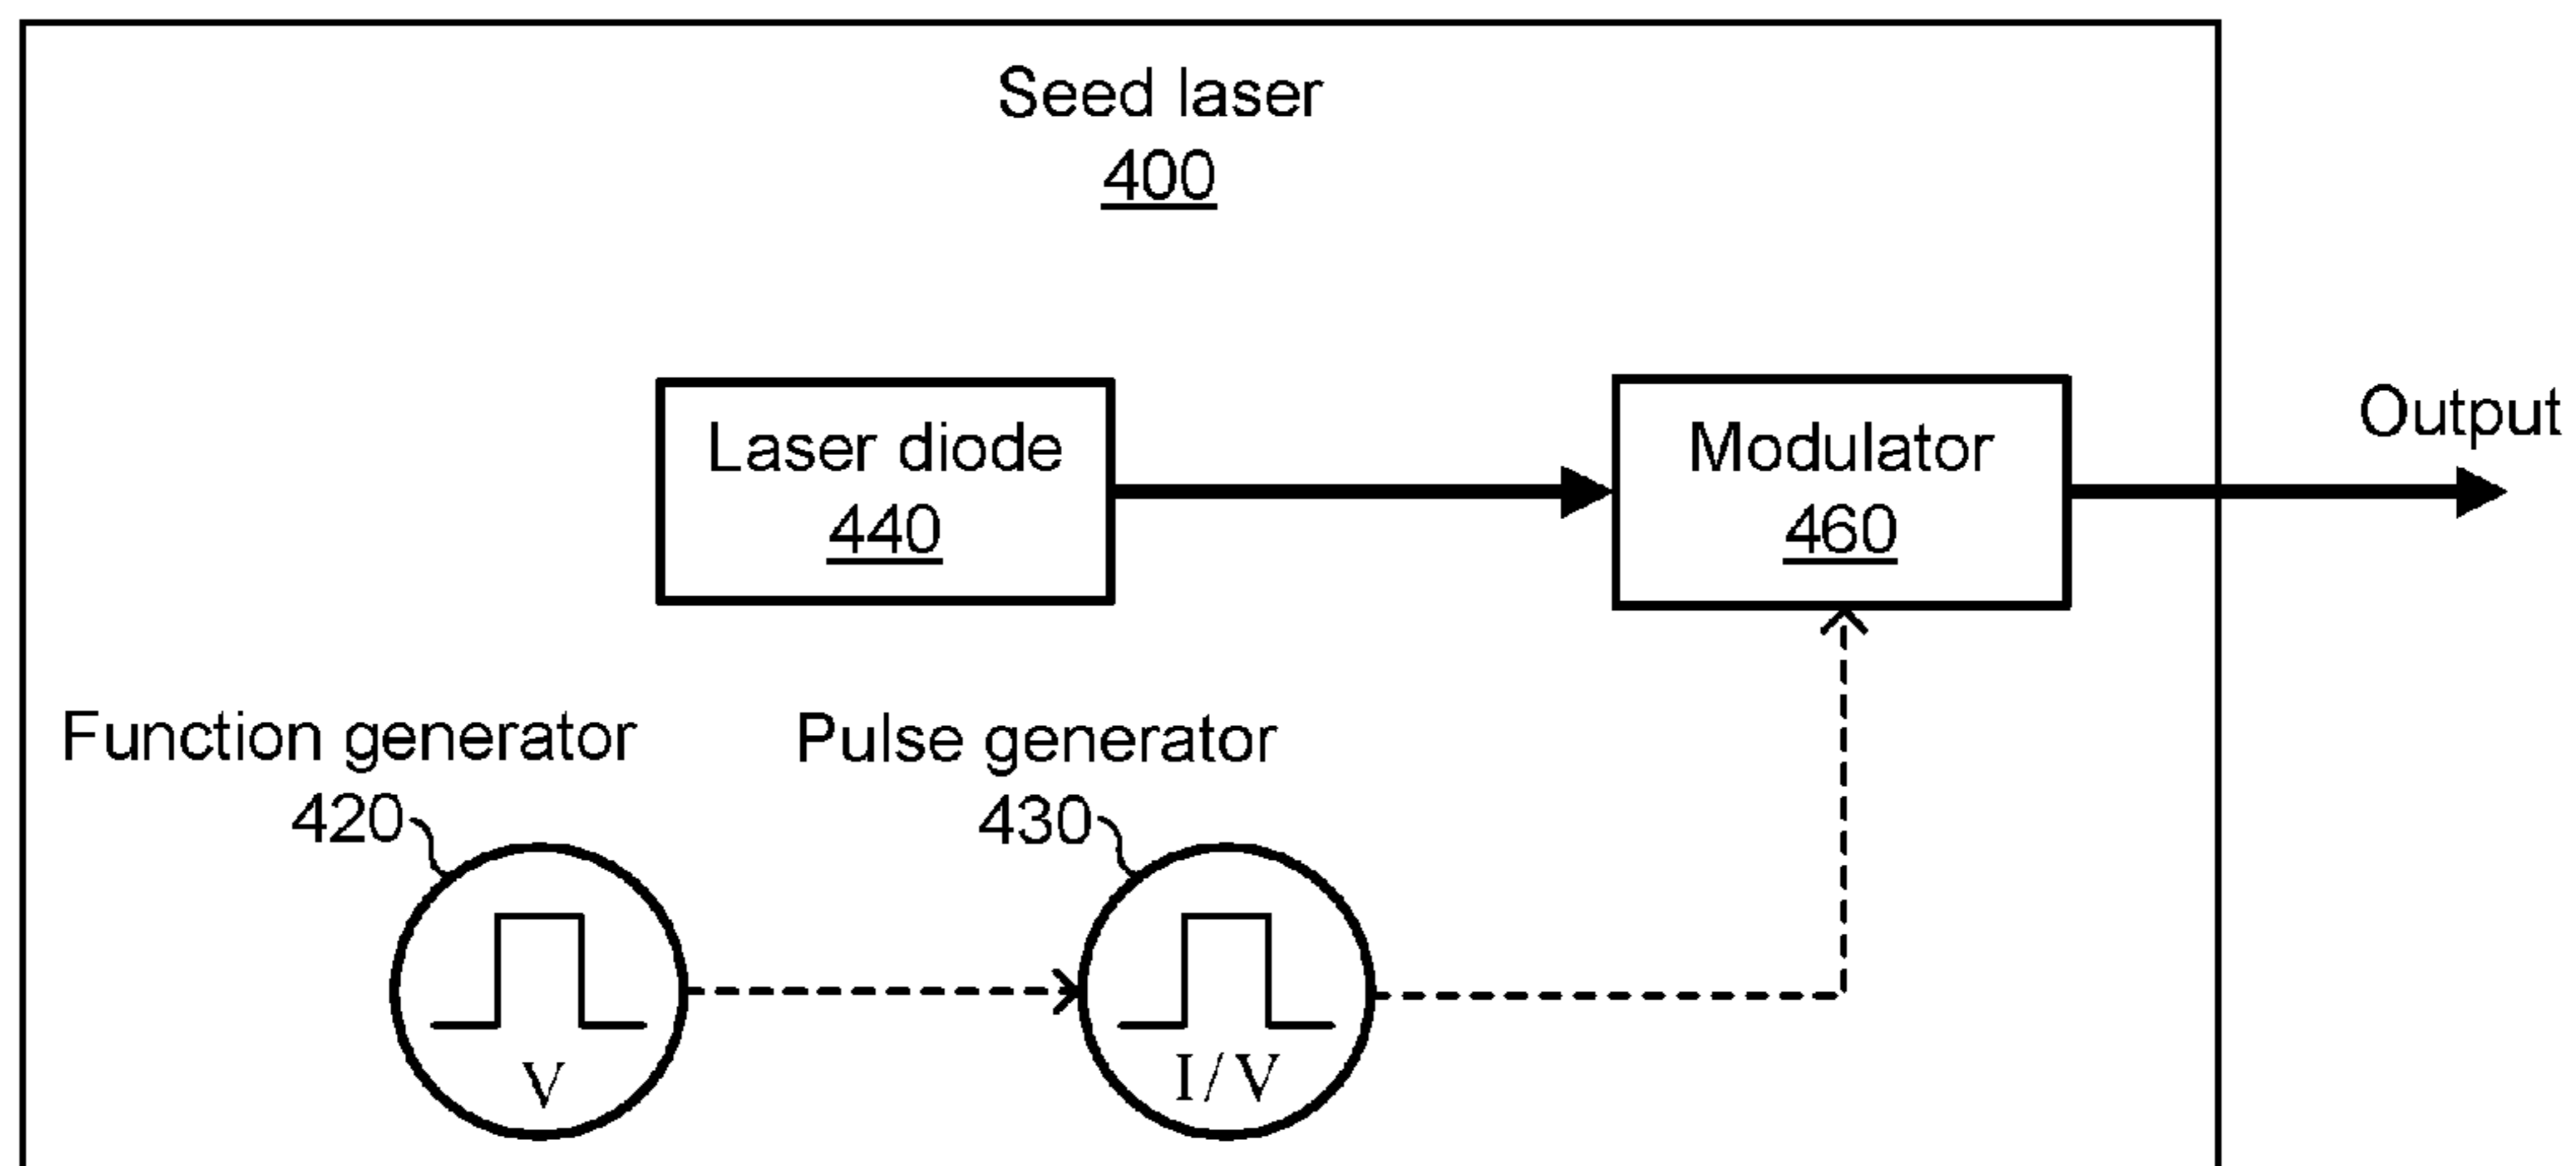 Seed laser
400
Laser diode
440
Modulator
460
Output
Function generator
420
Pulse generator
430
V
I/V